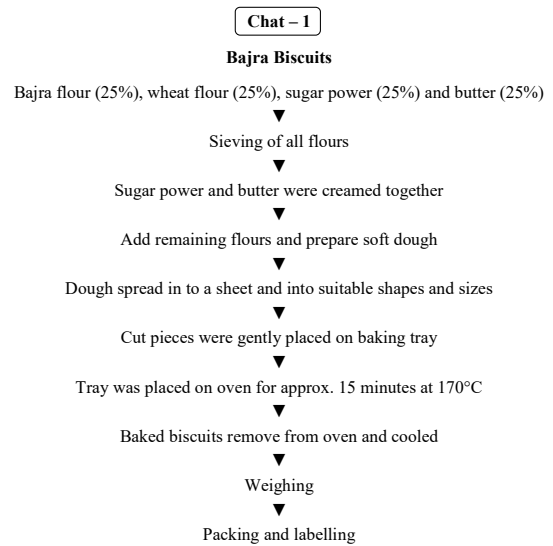 Chat – 1
Bajra Biscuits
Bajra flour (25%), wheat flour (25%), sugar power (25%) and butter (25%)
Sieving of all flours
Sugar power and butter were creamed together
Add remaining flours and prepare soft dough
Dough spread in to a sheet and into suitable shapes and sizes
Cut pieces were gently placed on baking tray
Tray was placed on oven for approx. 15 minutes at 170°C
Baked biscuits remove from oven and cooled
Weighing
Packing and labelling